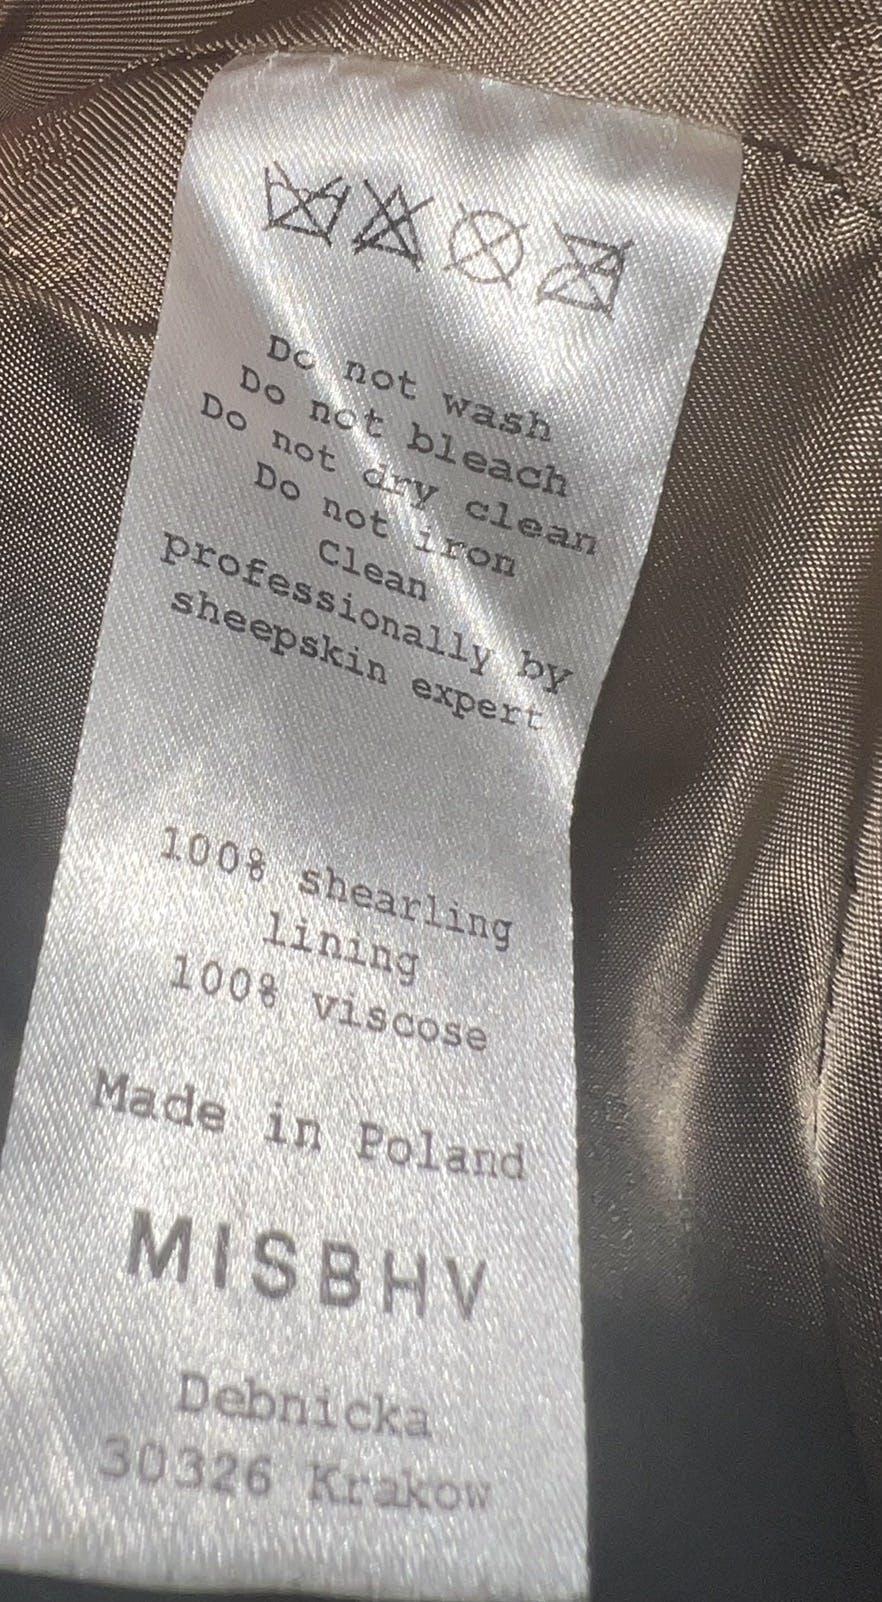 Do not wash
Do not bleach
Do not dry clean
Do not iron
Clean
professionally by
sheepskin expert
100% shearling
lining
100% viscose
Made in Poland
MISBHV
Debnicka
30326 Krakow